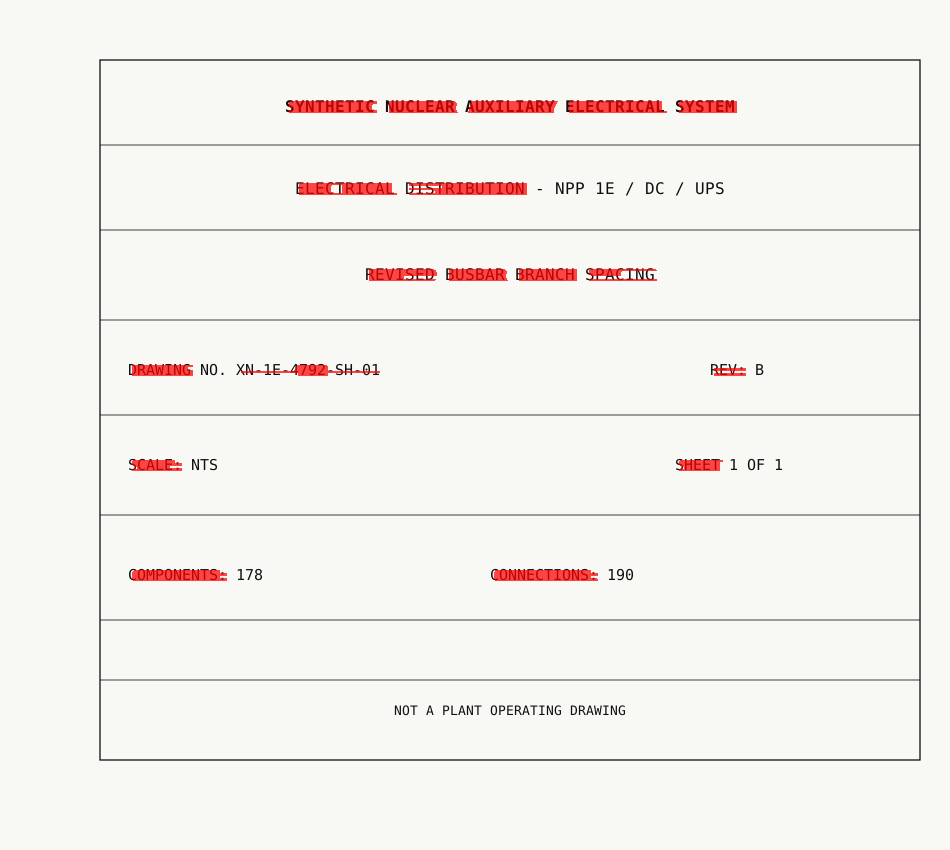 SYNTHETIC NUCLEAR AUXILIARY ELECTRICAL SYSTEM
ELECTRICAL DISTRIBUTION - NPP 1E / DC / UPS
REVISED BUSBAR BRANCH SPACING
DRAWING NO. XN-1E-4792-SH-01 REV: B
SCALE: NTS SHEET 1 OF 1
COMPONENTS: 178 CONNECTIONS: 190
NOT A PLANT OPERATING DRAWING